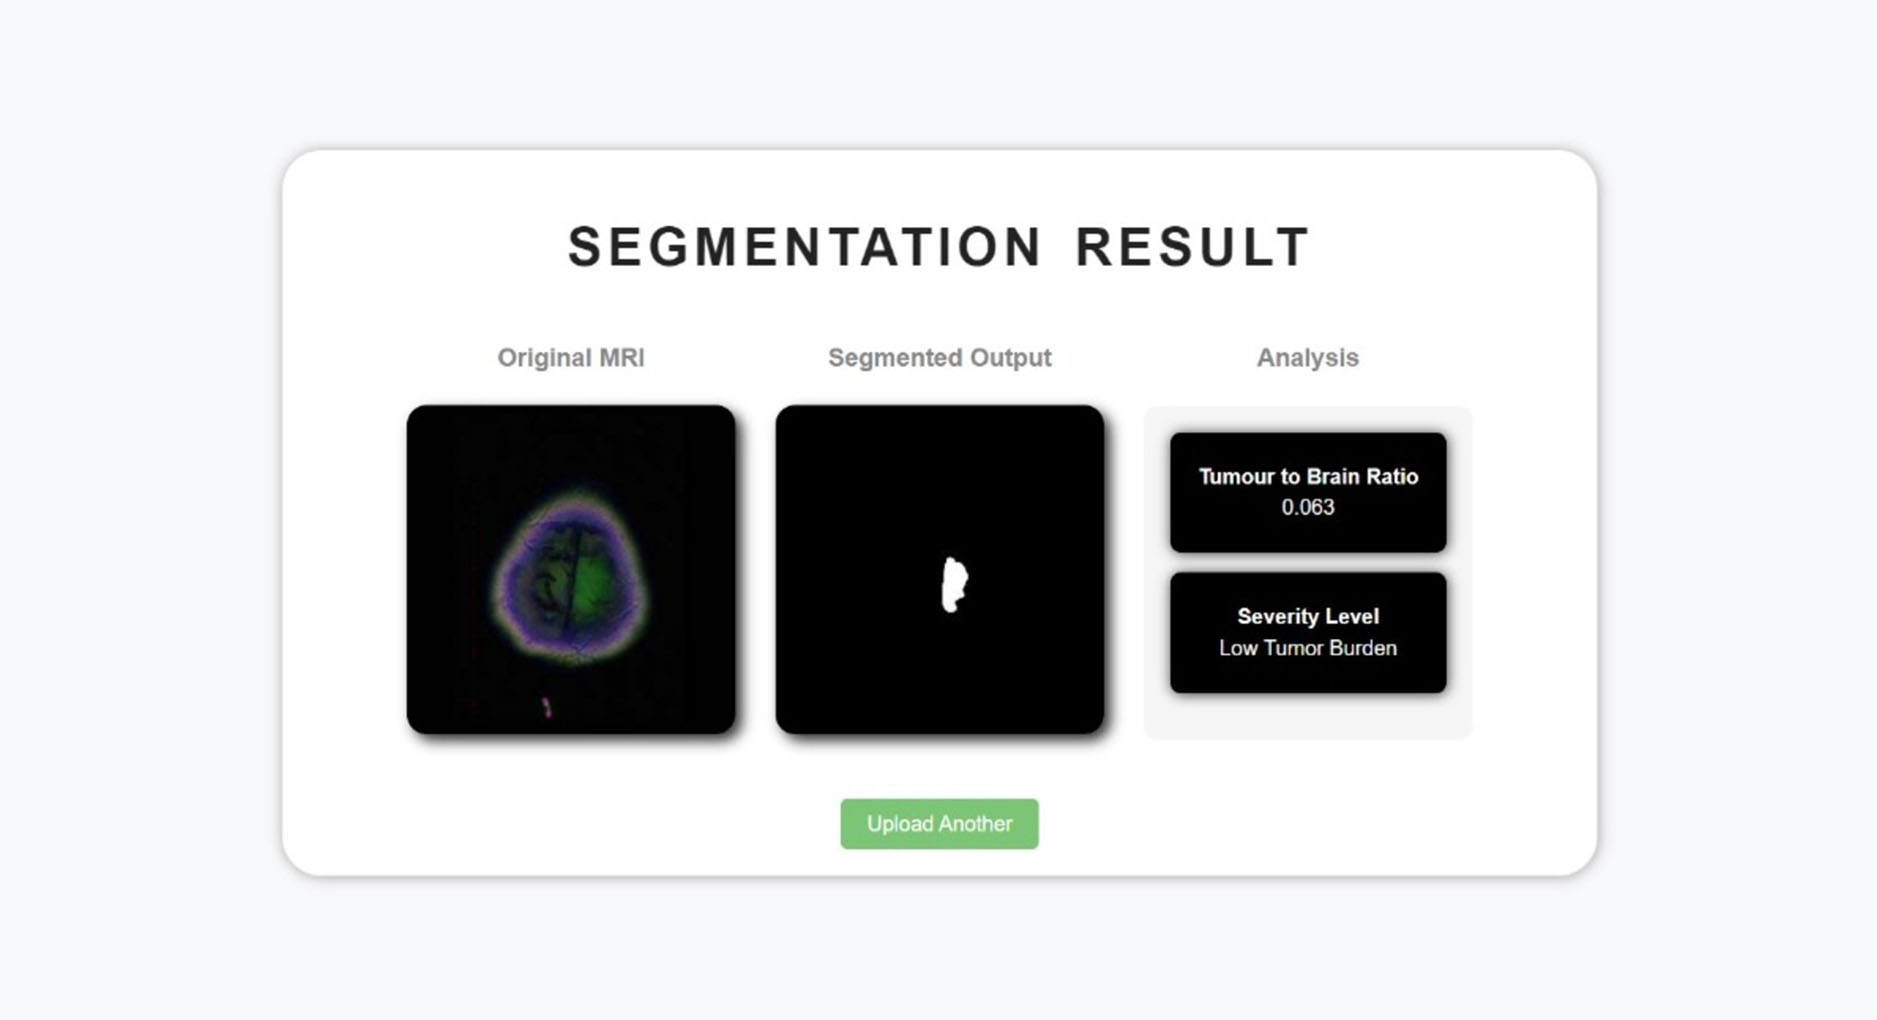 SEGMENTATION RESULT
Original MRI
Segmented Output
Analysis
Tumour to Brain Ratio
0.063
Severity Level
Low Tumor Burden
Upload Another